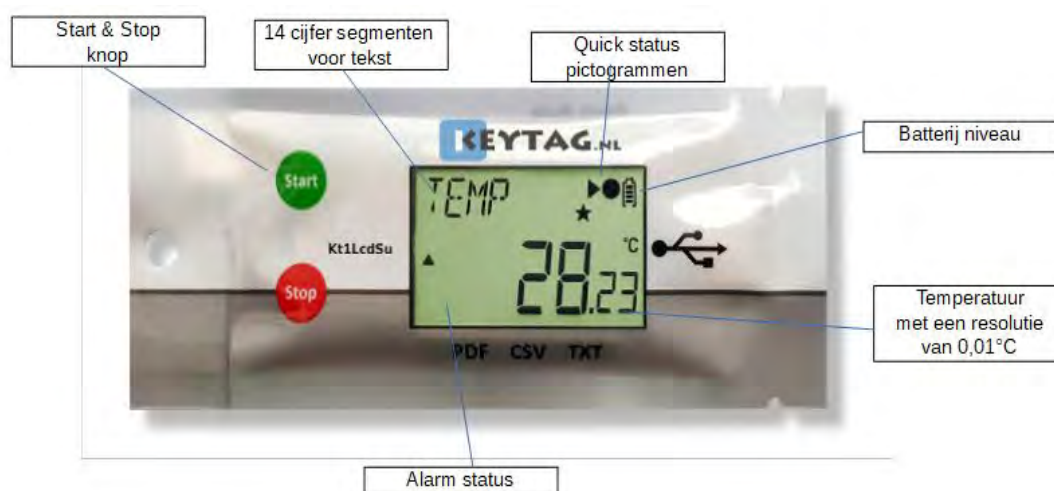 Start & Stop
knop
14 cijfer segmenten
voor tekst
Quick status
pictogrammen
Batterij niveau
KEYTAG.NL
Start
TEMP
Kt1LcdSu
°C
28.23
Stop
Temperatuur
met een resolutie
van 0,01°C
PDF CSV TXT
Alarm status